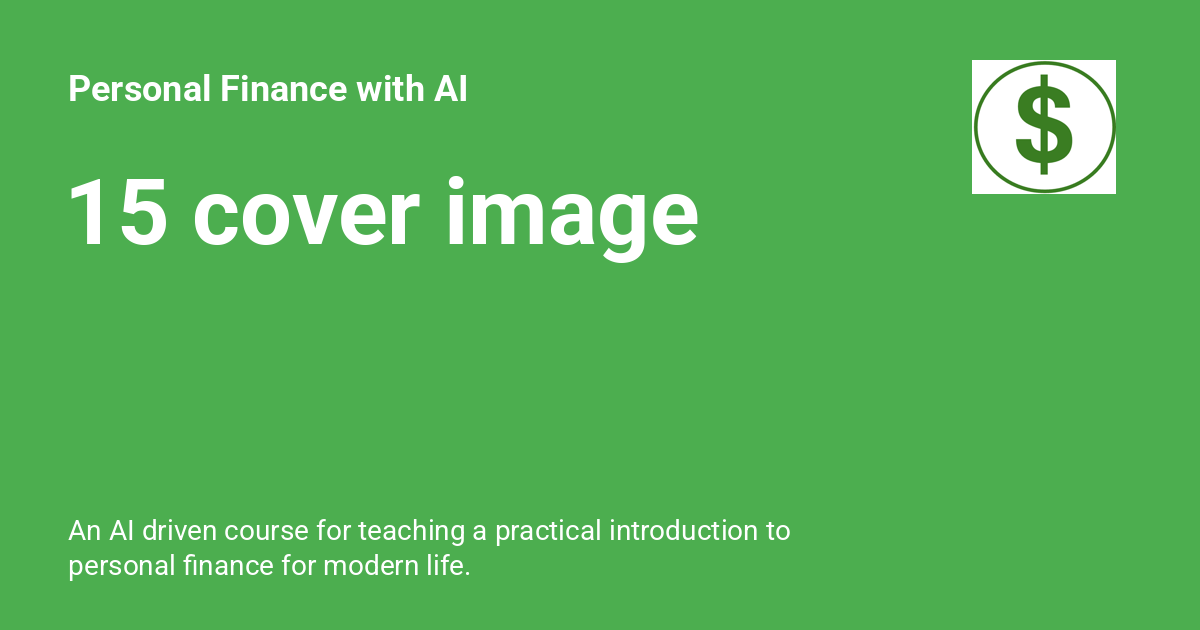 Personal Finance with AI
$
15 cover image
An AI driven course for teaching a practical introduction to
personal finance for modern life.